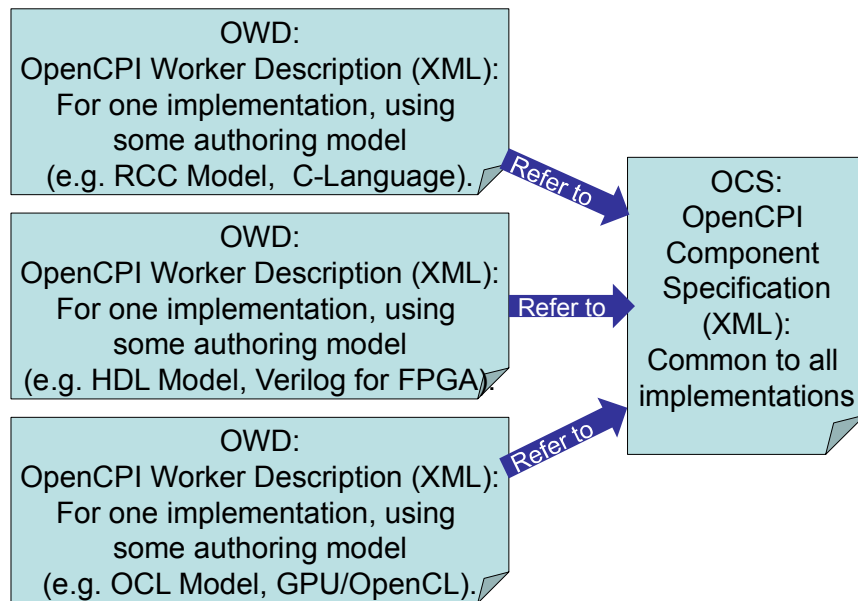 OWD:
OpenCPI Worker Description (XML):
For one implementation, using
some authoring model
(e.g. RCC Model, C-Language).
Refer to
OWD:
OpenCPI Worker Description (XML):
For one implementation, using
some authoring model
(e.g. HDL Model, Verilog for FPGA).
Refer to
OWD:
OpenCPI Worker Description (XML):
For one implementation, using
some authoring model
(e.g. OCL Model, GPU/OpenCL).
Refer to
OCS:
OpenCPI
Component
Specification
(XML):
Common to all
implementations